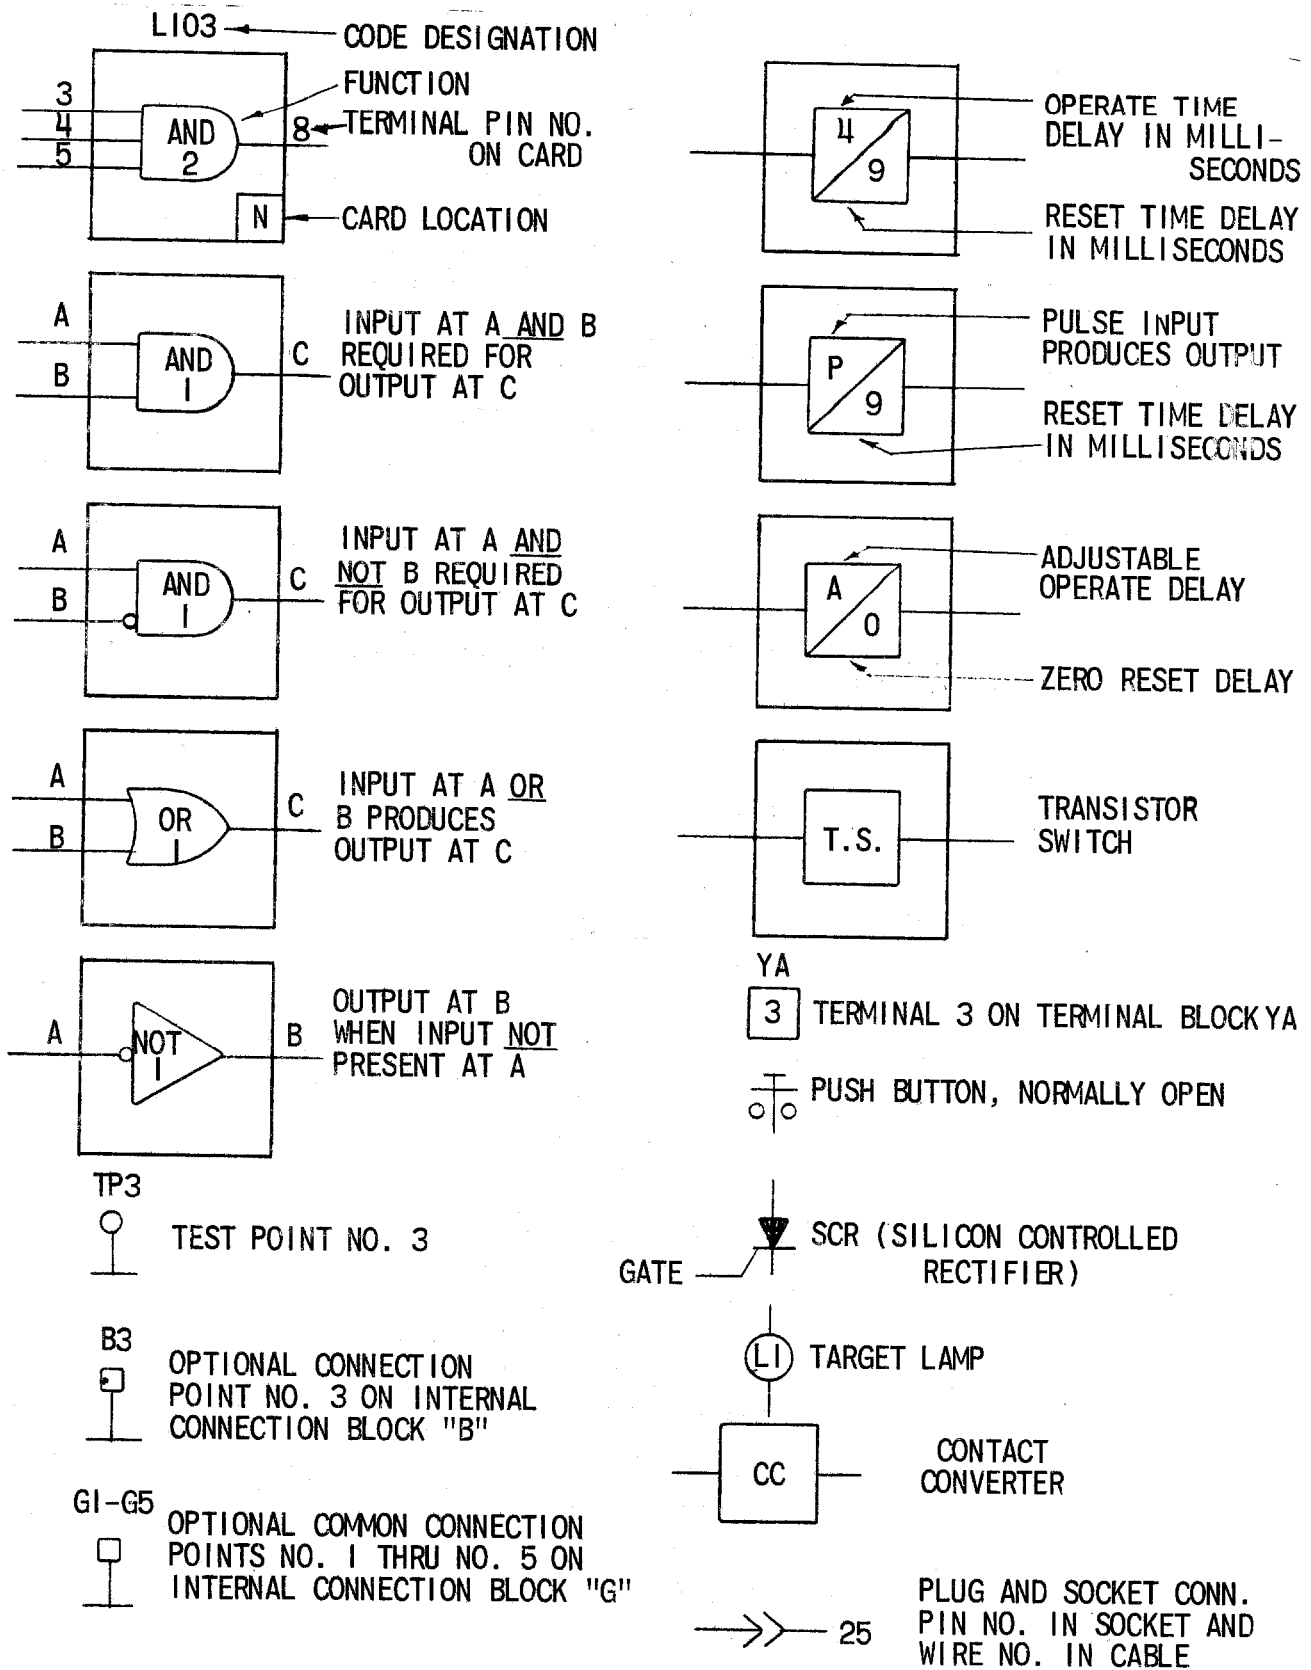 L103
CODE DESIGNATION
FUNCTION
3
4
5
AND
2
8
TERMINAL PIN NO.
ON CARD
N
CARD LOCATION
A
B
AND
1
C
INPUT AT A AND B
REQUIRED FOR
OUTPUT AT C
A
B
AND
1
C
INPUT AT A AND
NOT B REQUIRED
FOR OUTPUT AT C
A
B
OR
1
C
INPUT AT A OR
B PRODUCES
OUTPUT AT C
A
NOT
1
B
OUTPUT AT B
WHEN INPUT NOT
PRESENT AT A
TP3
TEST POINT NO. 3
B3
OPTIONAL CONNECTION
POINT NO. 3 ON INTERNAL
CONNECTION BLOCK "B"
G1-G5
OPTIONAL COMMON CONNECTION
POINTS NO. 1 THRU NO. 5 ON
INTERNAL CONNECTION BLOCK "G"
4
9
OPERATE TIME
DELAY IN MILLI-
SECONDS
RESET TIME DELAY
IN MILLISECONDS
P
9
PULSE INPUT
PRODUCES OUTPUT
RESET TIME DELAY
IN MILLISECONDS
A
0
ADJUSTABLE
OPERATE DELAY
ZERO RESET DELAY
T.S.
TRANSISTOR
SWITCH
YA
3
TERMINAL 3 ON TERMINAL BLOCK YA
PUSH BUTTON, NORMALLY OPEN
GATE
SCR (SILICON CONTROLLED
RECTIFIER)
L1
TARGET LAMP
CC
CONTACT
CONVERTER
25
PLUG AND SOCKET CONN.
PIN NO. IN SOCKET AND
WIRE NO. IN CABLE